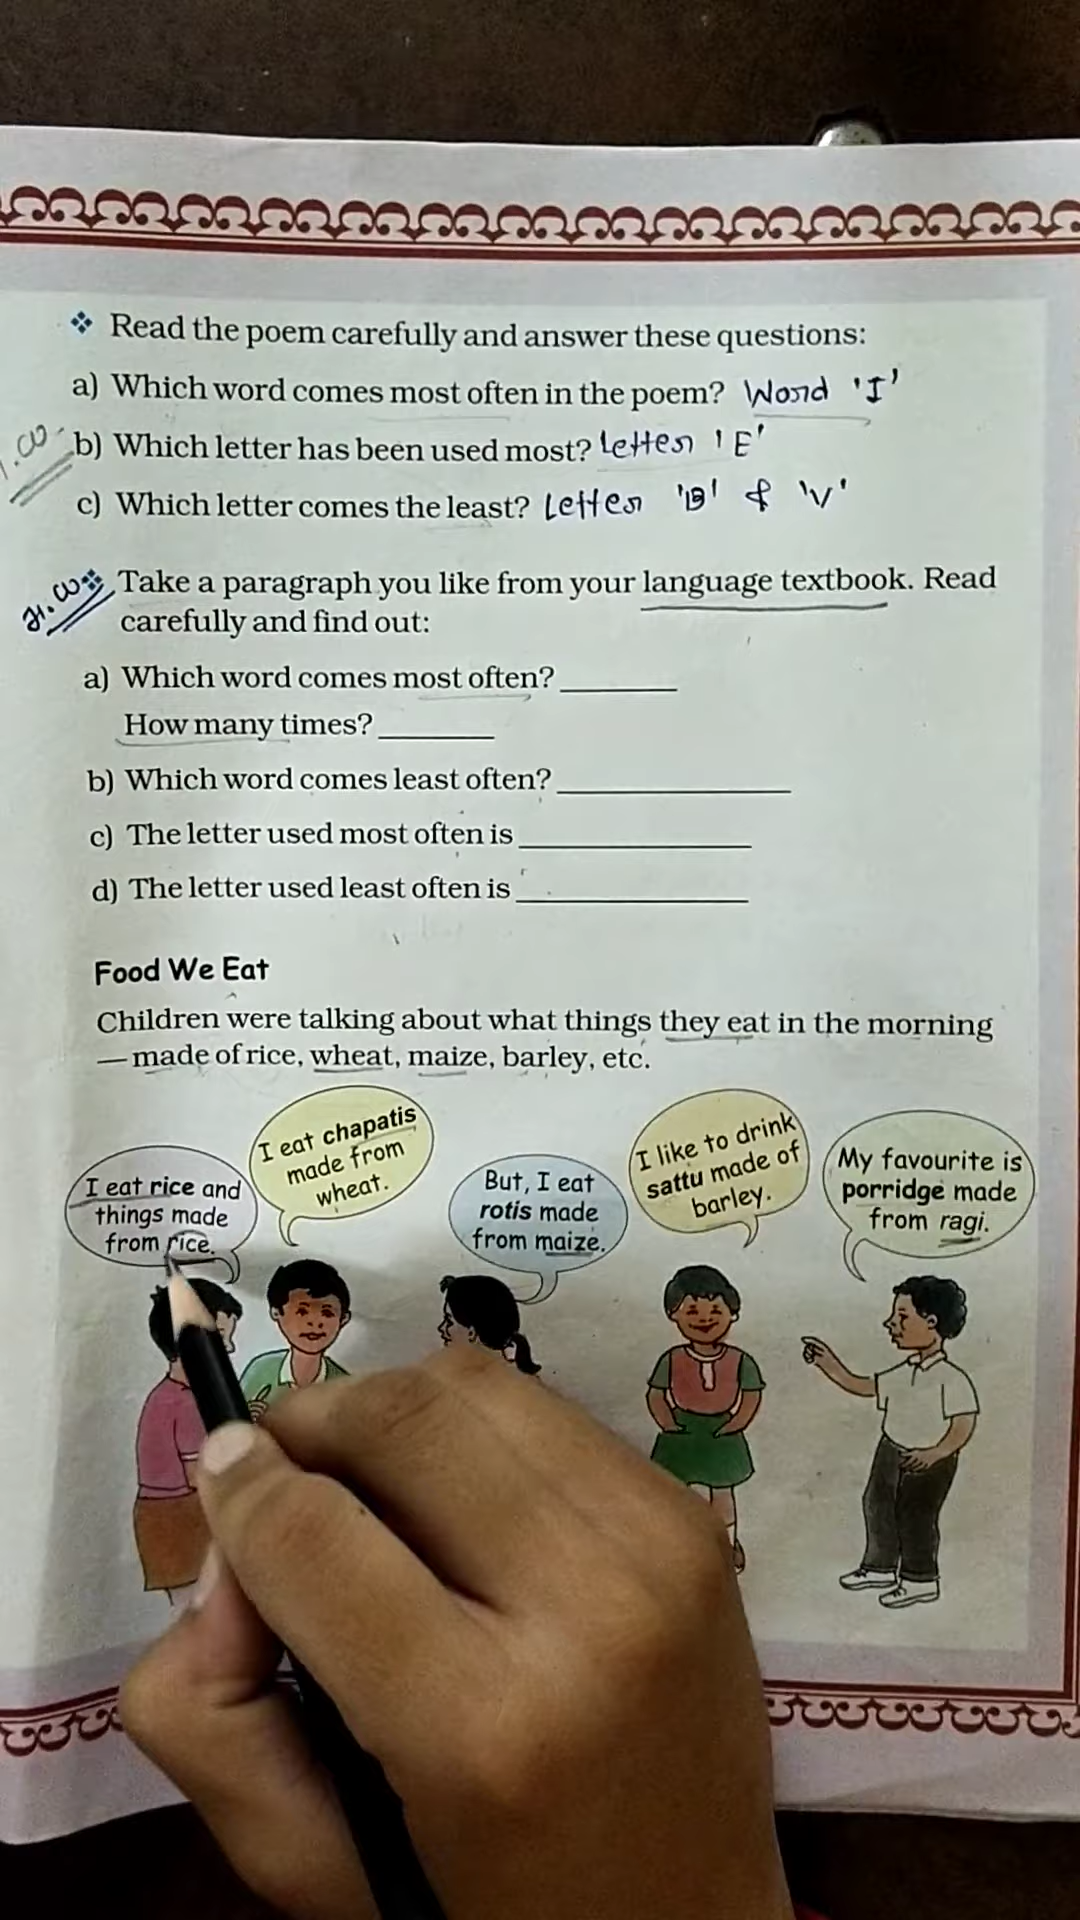 ❖ Read the poem carefully and answer these questions:
a) Which word comes most often in the poem? Word 'I'
b) Which letter has been used most? Letter 'E'
c) Which letter comes the least? Letter 'B' & 'V'
H.W ❖ Take a paragraph you like from your language textbook. Read
carefully and find out:
a) Which word comes most often? ________
How many times? ________
b) Which word comes least often? ________________
c) The letter used most often is ________________
d) The letter used least often is ________________
Food We Eat
Children were talking about what things they eat in the morning
— made of rice, wheat, maize, barley, etc.
I eat rice and
things made
from rice.
I eat chapatis
made from
wheat.
But, I eat
rotis made
from maize.
I like to drink
sattu made of
barley.
My favourite is
porridge made
from ragi.